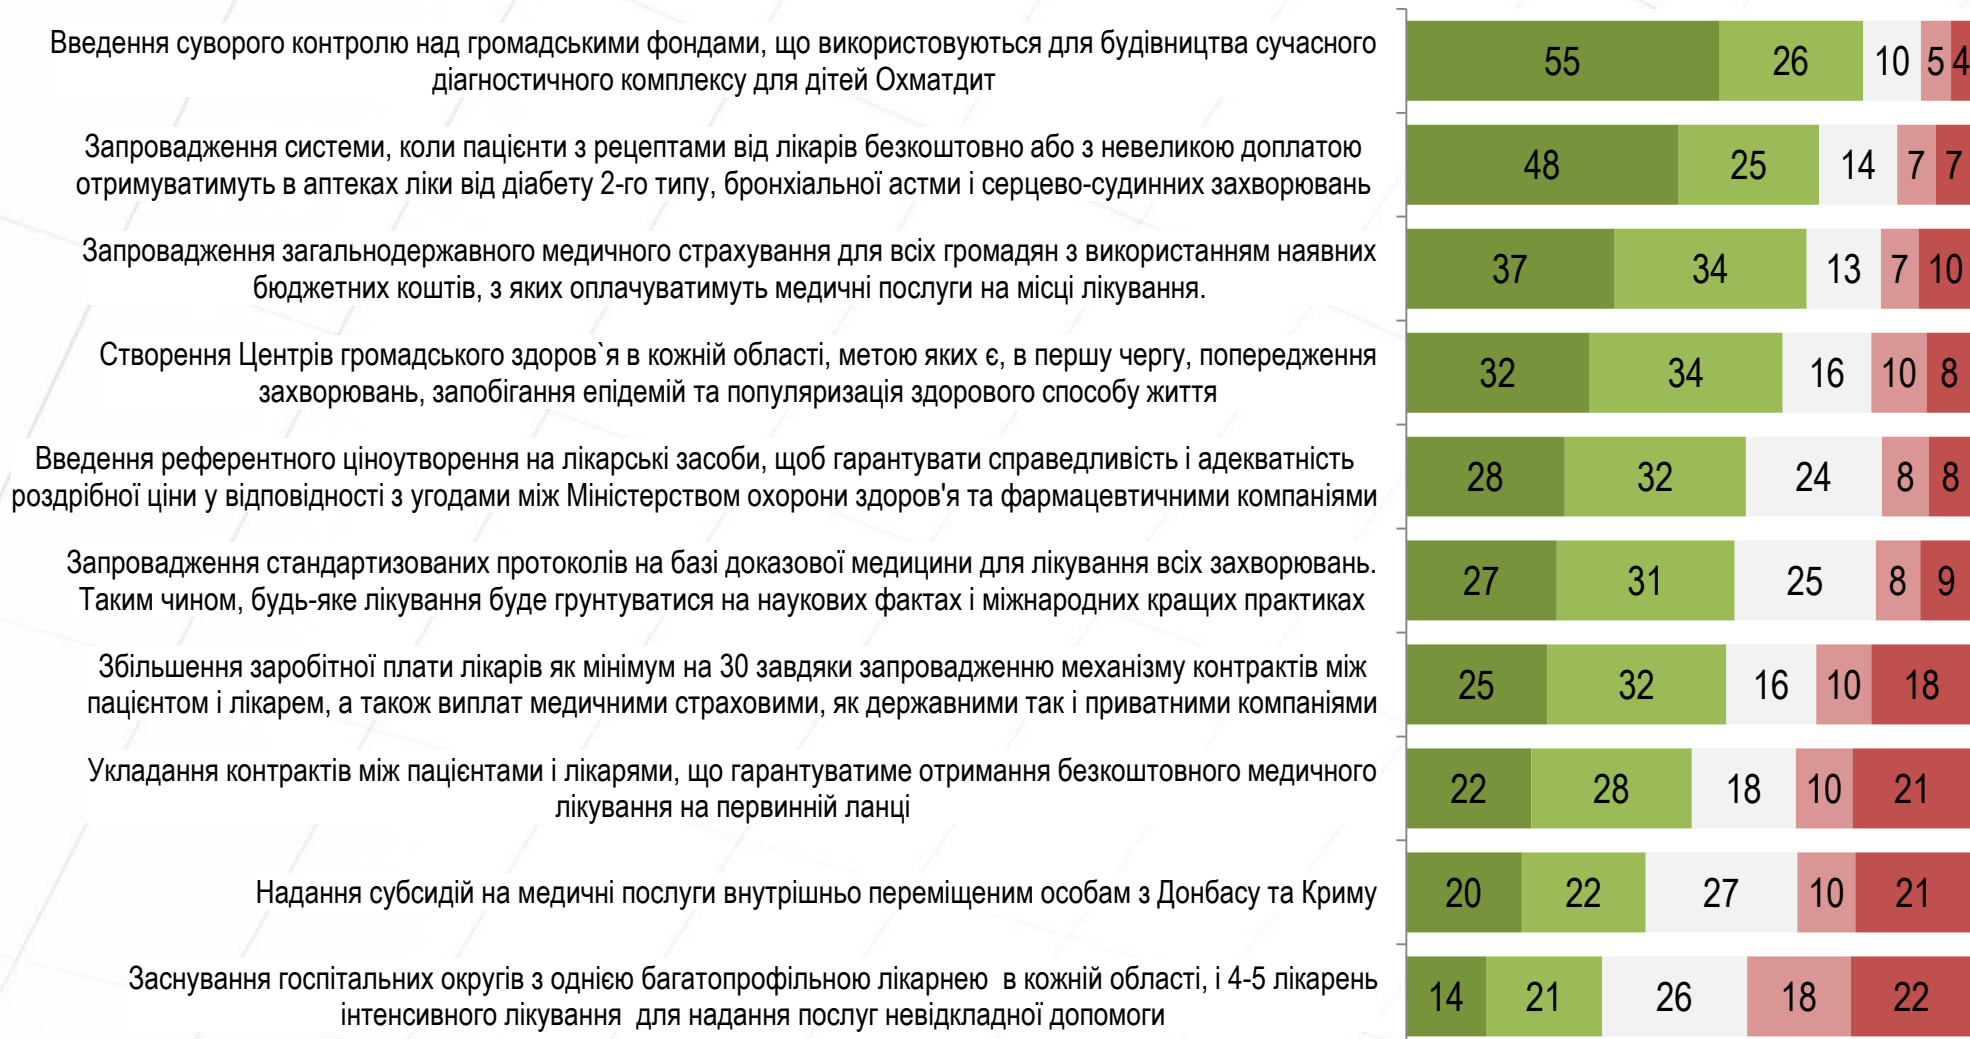 Введення суворого контролю над громадськими фондами, що використовуються для будівництва сучасного
діагностичного комплексу для дітей Охматдит
55 26 10 5 4
Запровадження системи, коли пацієнти з рецептами від лікарів безкоштовно або з невеликою доплатою
отримуватимуть в аптеках ліки від діабету 2-го типу, бронхіальної астми і серцево-судинних захворювань
48 25 14 7 7
Запровадження загальнодержавного медичного страхування для всіх громадян з використанням наявних
бюджетних коштів, з яких оплачуватимуть медичні послуги на місці лікування.
37 34 13 7 10
Створення Центрів громадського здоров`я в кожній області, метою яких є, в першу чергу, попередження
захворювань, запобігання епідемій та популяризація здорового способу життя
32 34 16 10 8
Введення референтного ціноутворення на лікарські засоби, щоб гарантувати справедливість і адекватність
роздрібної ціни у відповідності з угодами між Міністерством охорони здоров'я та фармацевтичними компаніями
28 32 24 8 8
Запровадження стандартизованих протоколів на базі доказової медицини для лікування всіх захворювань.
Таким чином, будь-яке лікування буде грунтуватися на наукових фактах і міжнародних кращих практиках
27 31 25 8 9
Збільшення заробітної плати лікарів як мінімум на 30 завдяки запровадженню механізму контрактів між
пацієнтом і лікарем, а також виплат медичними страховими, як державними так і приватними компаніями
25 32 16 10 18
Укладання контрактів між пацієнтами і лікарями, що гарантуватиме отримання безкоштовного медичного
лікування на первинній ланці
22 28 18 10 21
Надання субсидій на медичні послуги внутрішньо переміщеним особам з Донбасу та Криму
20 22 27 10 21
Заснування госпітальних округів з однією багатопрофільною лікарнею в кожній області, і 4-5 лікарень
інтенсивного лікування для надання послуг невідкладної допомоги
14 21 26 18 22